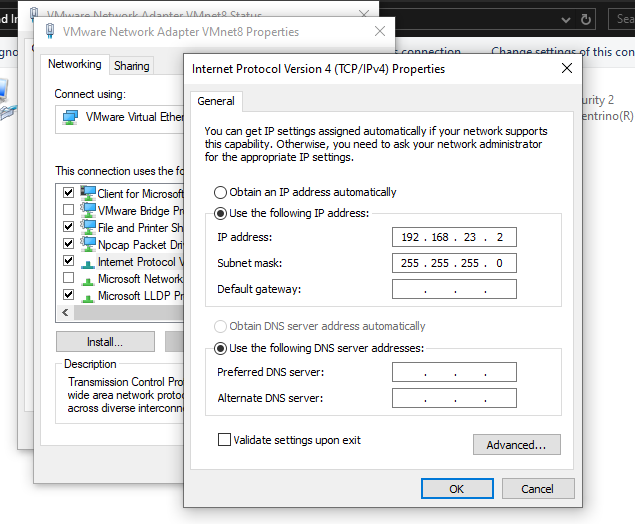 nd In
Sea
VMware Network Adapter VMnet8 Status
VMware Network Adapter VMnet8 Properties
connection
Change settings of this con
Networking
Sharing
Connect using:
VMware Virtual Ether
This connection uses the fo
Client for Microsoft
VMware Bridge Pr
File and Printer Sh
Npcap Packet Driv
Internet Protocol V
Microsoft Network
Microsoft LLDP Pr
Install...
Description
Transmission Control Pro
wide area network protoc
across diverse interconne
curity 2
entrino(R)
Internet Protocol Version 4 (TCP/IPv4) Properties
General
You can get IP settings assigned automatically if your network supports
this capability. Otherwise, you need to ask your network administrator
for the appropriate IP settings.
Obtain an IP address automatically
Use the following IP address:
IP address:
192 . 168 . 23 . 2
Subnet mask:
255 . 255 . 255 . 0
Default gateway:
. . .
Obtain DNS server address automatically
Use the following DNS server addresses:
Preferred DNS server:
. . .
Alternate DNS server:
. . .
Validate settings upon exit
Advanced...
OK
Cancel